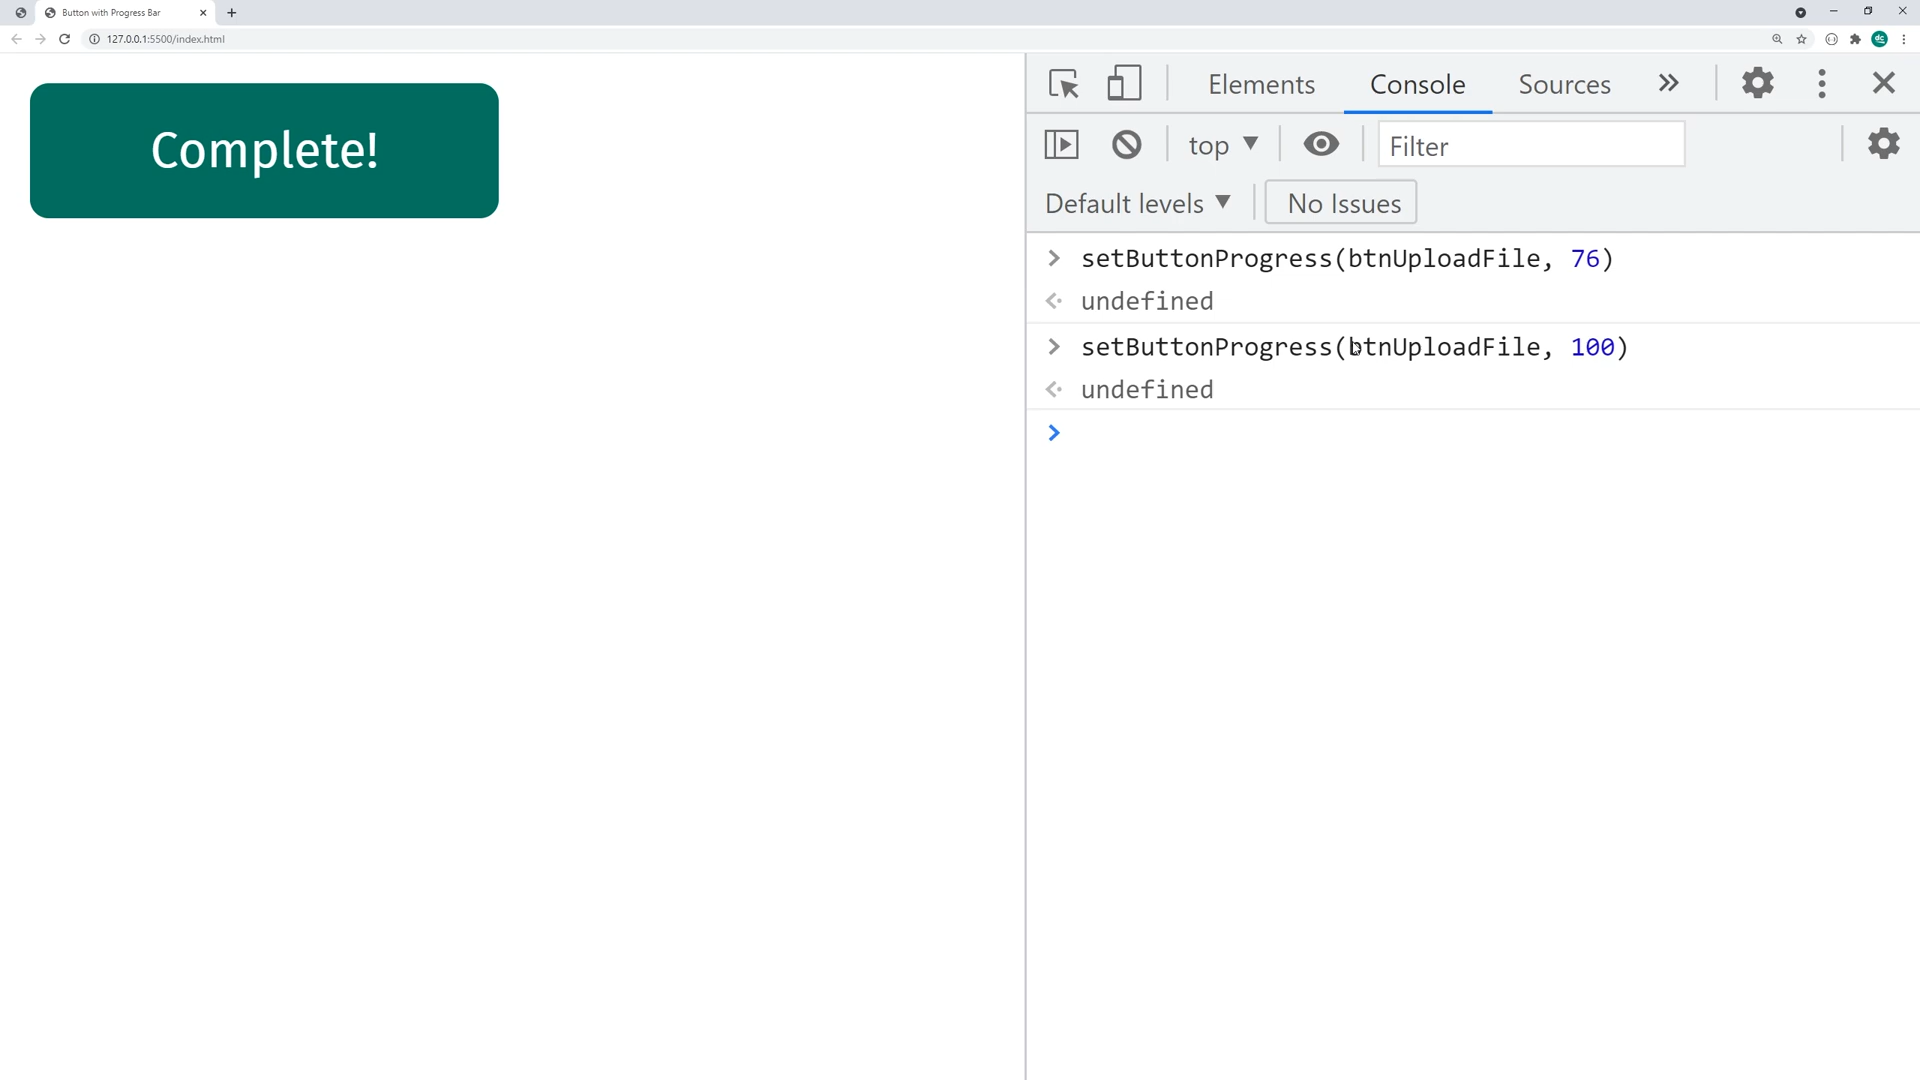 Button with Progress Bar
127.0.0.1:5500/index.html
Complete!
Elements Console Sources
top Filter
Default levels No Issues
> setButtonProgress(btnUploadFile, 76)
undefined
> setButtonProgress(btnUploadFile, 100)
undefined
>